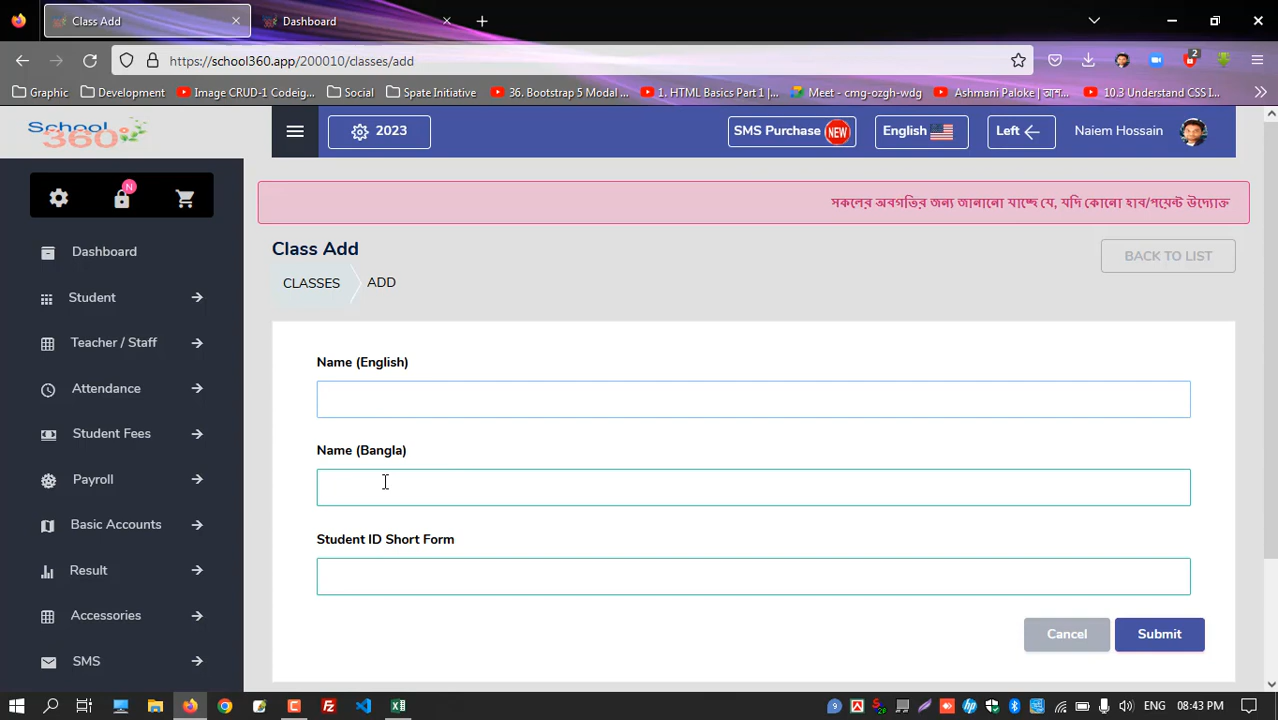 Class Add
Dashboard
https://school360.app/200010/classes/add
2
Graphic
Development
Image CRUD-1 Codeig...
Social
Spate Initiative
36. Bootstrap 5 Modal ...
1. HTML Basics Part 1 |...
Meet - cmg-ozgh-wdg
Ashmani Paloke | আশ...
10.3 Understand CSS I...
School 360°
2023
SMS Purchase NEW
English
Left
Naiem Hossain
N
সকলের অবগতির জন্য জানানো যাচ্ছে যে, যদি কোনো হাব/পয়েন্ট উদ্যোক্ত
Class Add
BACK TO LIST
CLASSES
ADD
Dashboard
Student
Teacher / Staff
Attendance
Student Fees
Payroll
Basic Accounts
Result
Accessories
SMS
Name (English)
Name (Bangla)
Student ID Short Form
Cancel
Submit
ENG
08:43 PM